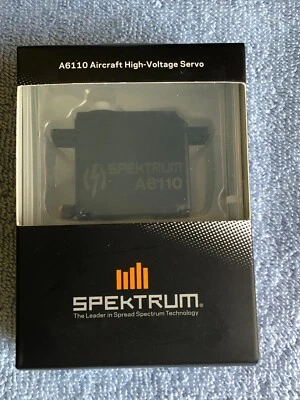 A6110 Aircraft High-Voltage Servo
SPEKTRUM
A6110
SPEKTRUM®
The Leader in Spread Spectrum Technology